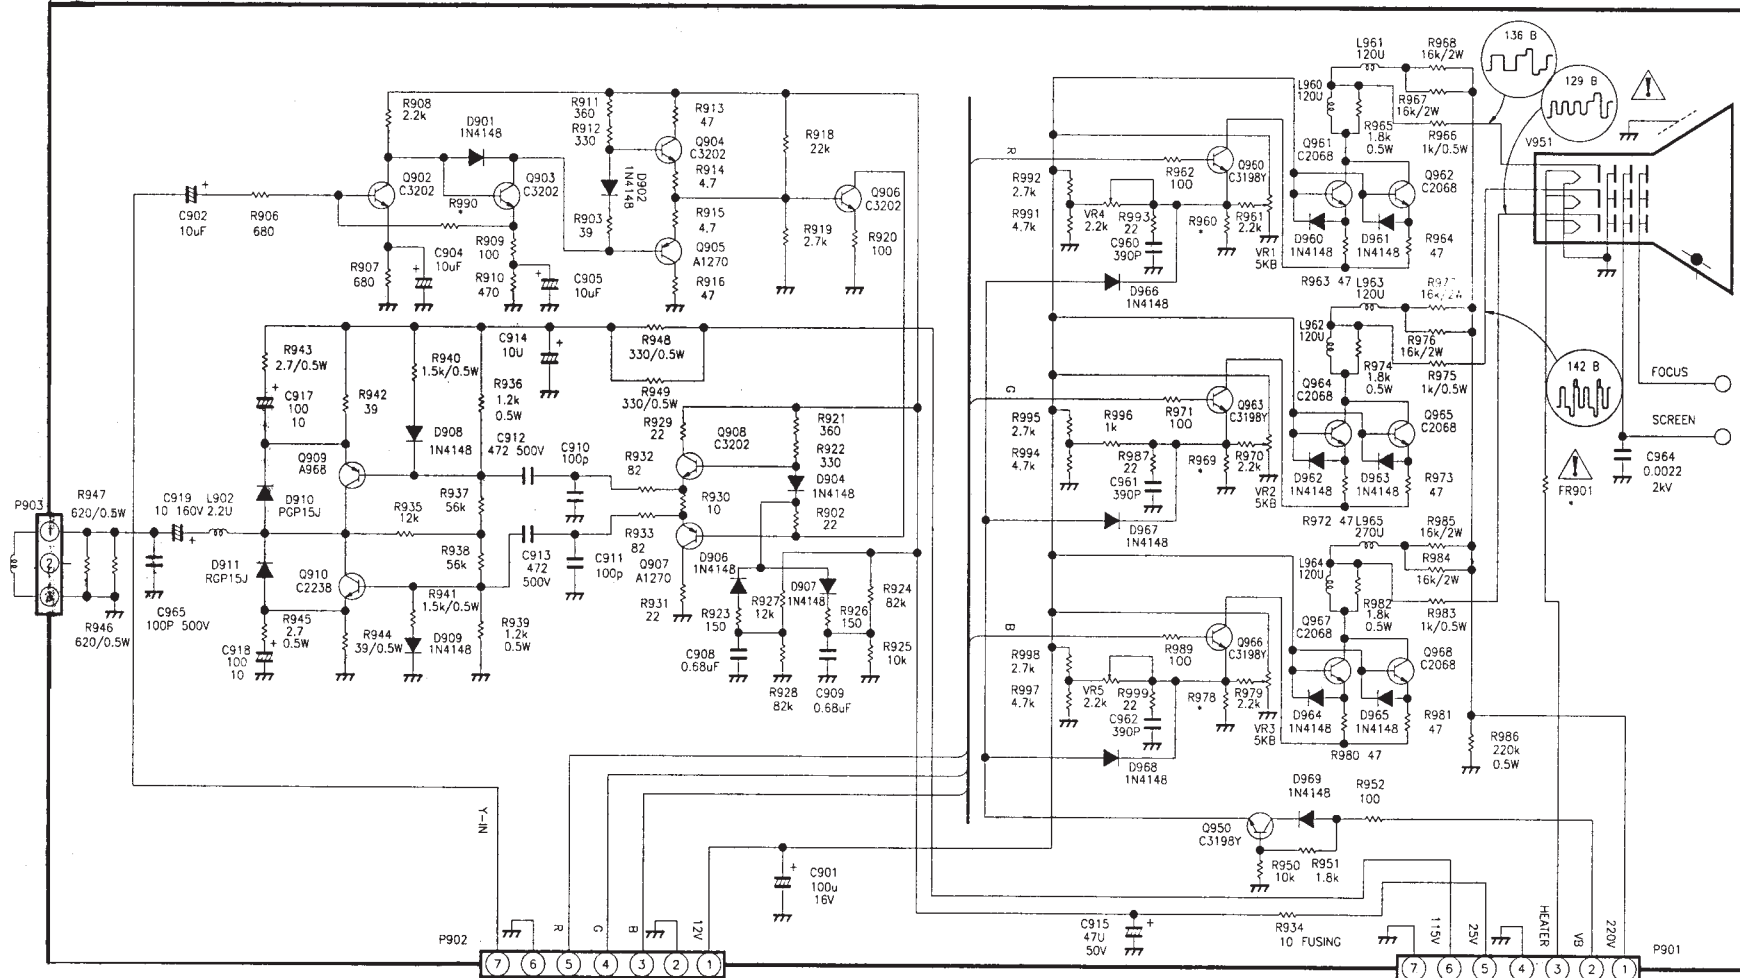 R908
2.2k
D901
1N4148
Q902
C3202
Q903
C3202
R990
*
C902
10uF
R906
680
R907
680
C904
10uF
R909
100
R910
470
C905
10uF
R911
360
R912
330
D902
1N4148
R903
39
R913
47
Q904
C3202
R914
4.7
R915
4.7
Q905
A1270
R916
47
R918
22k
R919
2.7k
Q906
C3202
R920
100
R943
2.7/0.5W
C917
100
10
R942
39
R940
1.5k/0.5W
R936
1.2k
0.5W
C914
10U
R948
330/0.5W
R949
330/0.5W
D908
1N4148
C912
472 500V
C910
100p
R929
22
Q908
C3202
R921
360
R922
330
R932
82
D904
1N4148
R930
10
R902
22
Q909
A968
D910
PGP15J
R935
12k
R937
56k
R938
56k
R933
82
C913
472
500V
C911
100p
Q907
A1270
D906
1N4148
R931
22
D907
1N4148
R923
150
R927
12k
R926
150
R924
82k
R925
10k
C908
0.68uF
R928
82k
C909
0.68uF
P903
1
2
R947
620/0.5W
C919
10 160V
L902
2.2U
D911
RGP15J
Q910
C2238
R941
1.5k/0.5W
R939
1.2k
0.5W
C965
100P 500V
R946
620/0.5W
R945
2.7
0.5W
C918
100
10
R944
39/0.5W
D909
1N4148
Y-IN
C901
100u
16V
P902
R
G
B
12V
7
6
5
4
3
2
1
R
R992
2.7k
R991
4.7k
VR4
2.2k
R993
22
C960
390P
R962
100
Q960
C3198Y
R960
*
R961
2.2k
VR1
5KB
D966
1N4148
L961
120U
L960
120U
R968
16k/2W
R967
16k/2W
R965
1.8k
0.5W
R966
1k/0.5W
Q961
C2068
Q962
C2068
D960
1N4148
D961
1N4148
R964
47
R963 47
136 B
129 B
V951
G
R995
2.7k
R994
4.7k
R996
1k
R987
22
C961
390P
R971
100
Q963
C3198Y
R969
*
R970
2.2k
VR2
5KB
D967
1N4148
L963
120U
L962
120U
16k/2W
R976
16k/2W
R974
1.8k
0.5W
R975
1k/0.5W
Q964
C2068
Q965
C2068
D962
1N4148
D963
1N4148
R973
47
R972 47
142 B
FOCUS
SCREEN
C964
0.0022
2kV
FR901
*
B
R998
2.7k
R997
4.7k
VR5
2.2k
R999
22
C962
390P
R989
100
Q966
C3198Y
R978
*
R979
2.2k
VR3
5KB
D968
1N4148
L965
270U
L964
120U
R985
16k/2W
R984
16k/2W
R982
1.8k
0.5W
R983
1k/0.5W
Q967
C2068
Q968
C2068
D964
1N4148
D965
1N4148
R981
47
R980 47
R986
220k
0.5W
D969
1N4148
R952
100
Q950
C3198Y
R950
10k
R951
1.8k
C915
47U
50V
R934
10 FUSING
115V
25V
HEATER
VB
220V
P901
7
6
5
4
3
2
1